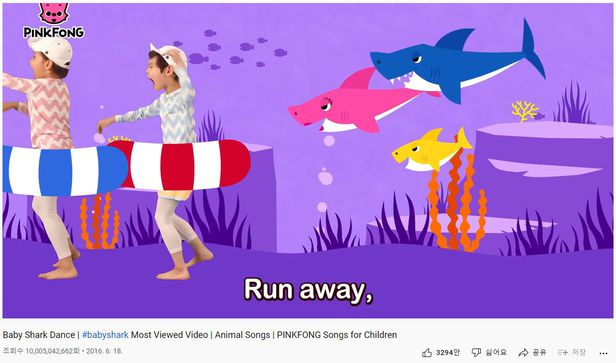 PINKFONG
Run away,
Baby Shark Dance | #babyshark Most Viewed Video | Animal Songs | PINKFONG Songs for Children
조회수 10,005,042,662회 • 2016. 6. 18.
3294만 싫어요 공유 저장 ...